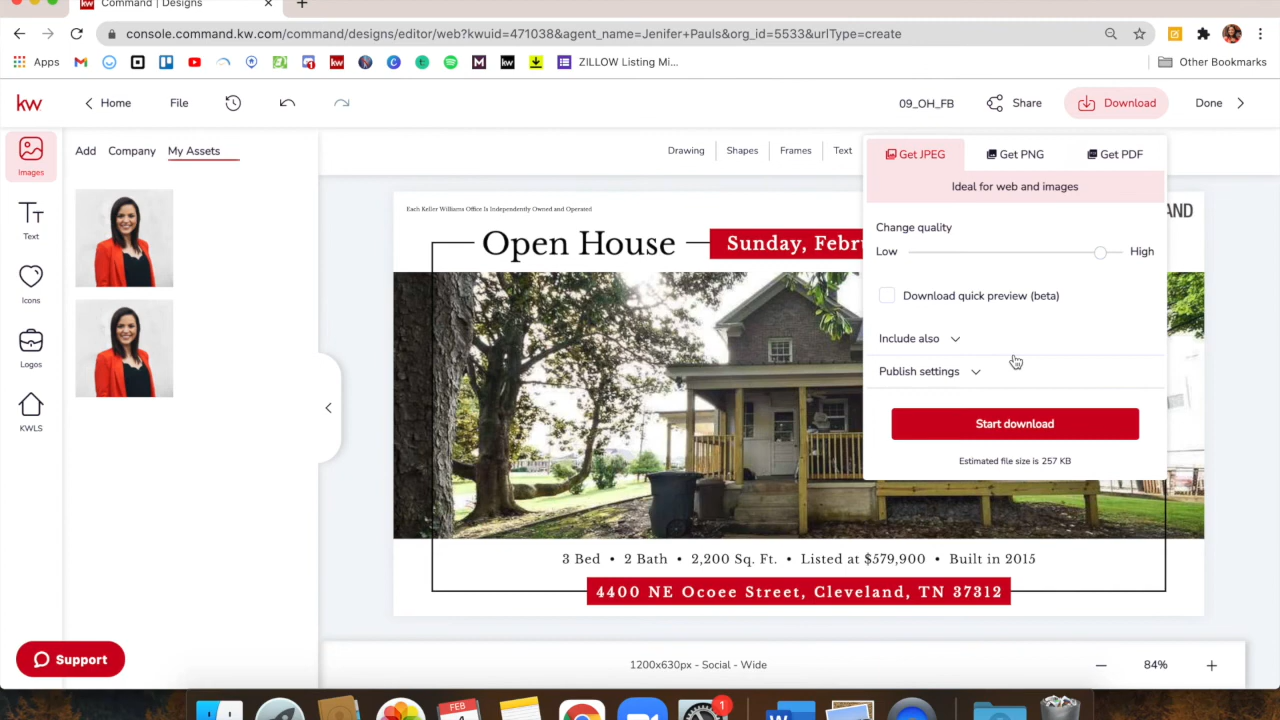 Command | Designs
console.command.kw.com/command/designs/editor/web?kwuid=471038&agent_name=Jenifer+Pauls&org_id=5533&urlType=create
Apps
ZILLOW Listing Mi...
Other Bookmarks
kw
Home
File
09_OH_FB
Share
Download
Done
Images
Text
Icons
Logos
KWLS
Add
Company
My Assets
Drawing
Shapes
Frames
Text
Get JPEG
Get PNG
Get PDF
Ideal for web and images
Change quality
Low
High
Download quick preview (beta)
Include also
Publish settings
Start download
Estimated file size is 257 KB
Each Keller Williams Office Is Independently Owned and Operated
AND
Open House
Sunday, Febru
3 Bed • 2 Bath • 2,200 Sq. Ft. • Listed at $579,900 • Built in 2015
4400 NE Ocoee Street, Cleveland, TN 37312
Support
1200x630px - Social - Wide
84%
FEB
1